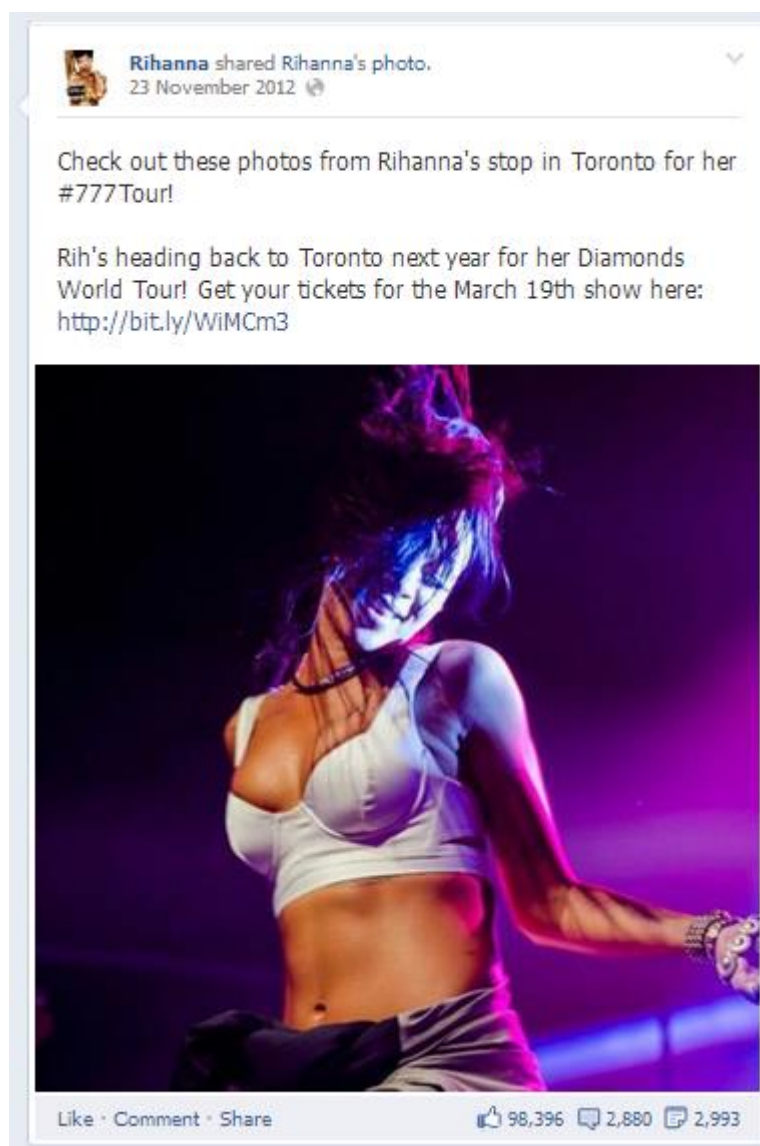 Rihanna shared Rihanna's photo.
23 November 2012
Check out these photos from Rihanna's stop in Toronto for her
#777Tour!
Rih's heading back to Toronto next year for her Diamonds
World Tour! Get your tickets for the March 19th show here:
http://bit.ly/WiMCm3
Like · Comment · Share 98,396 2,880 2,993